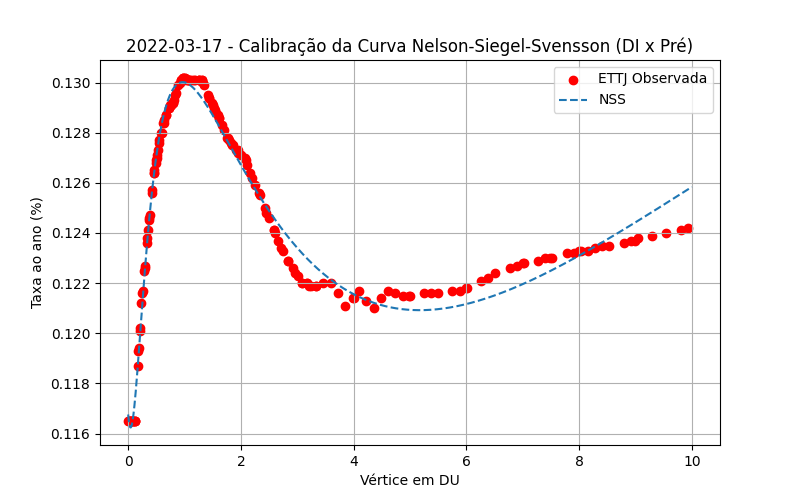 2022-03-17 - Calibração da Curva Nelson-Siegel-Svensson (DI x Pré)
ETTJ Observada
NSS
Taxa ao ano (%)
0.130
0.128
0.126
0.124
0.122
0.120
0.118
0.116
0 2 4 6 8 10
Vértice em DU